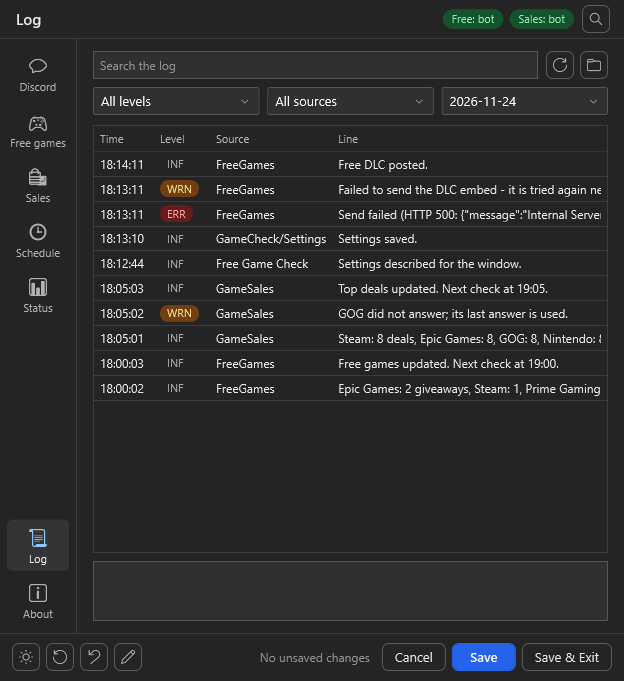 Log
Free: bot
Sales: bot
Discord
Free games
Sales
Schedule
Status
Log
About
Search the log
All levels
All sources
2026-11-24
Time Level Source Line
18:14:11 INF FreeGames Free DLC posted.
18:13:11 WRN FreeGames Failed to send the DLC embed - it is tried again ne
18:13:11 ERR FreeGames Send failed (HTTP 500: {"message":"Internal Serve
18:13:10 INF GameCheck/Settings Settings saved.
18:12:44 INF Free Game Check Settings described for the window.
18:05:03 INF GameSales Top deals updated. Next check at 19:05.
18:05:02 WRN GameSales GOG did not answer; its last answer is used.
18:05:01 INF GameSales Steam: 8 deals, Epic Games: 8, GOG: 8, Nintendo:
18:00:03 INF FreeGames Free games updated. Next check at 19:00.
18:00:02 INF FreeGames Epic Games: 2 giveaways, Steam: 1, Prime Gaming
No unsaved changes
Cancel
Save
Save & Exit